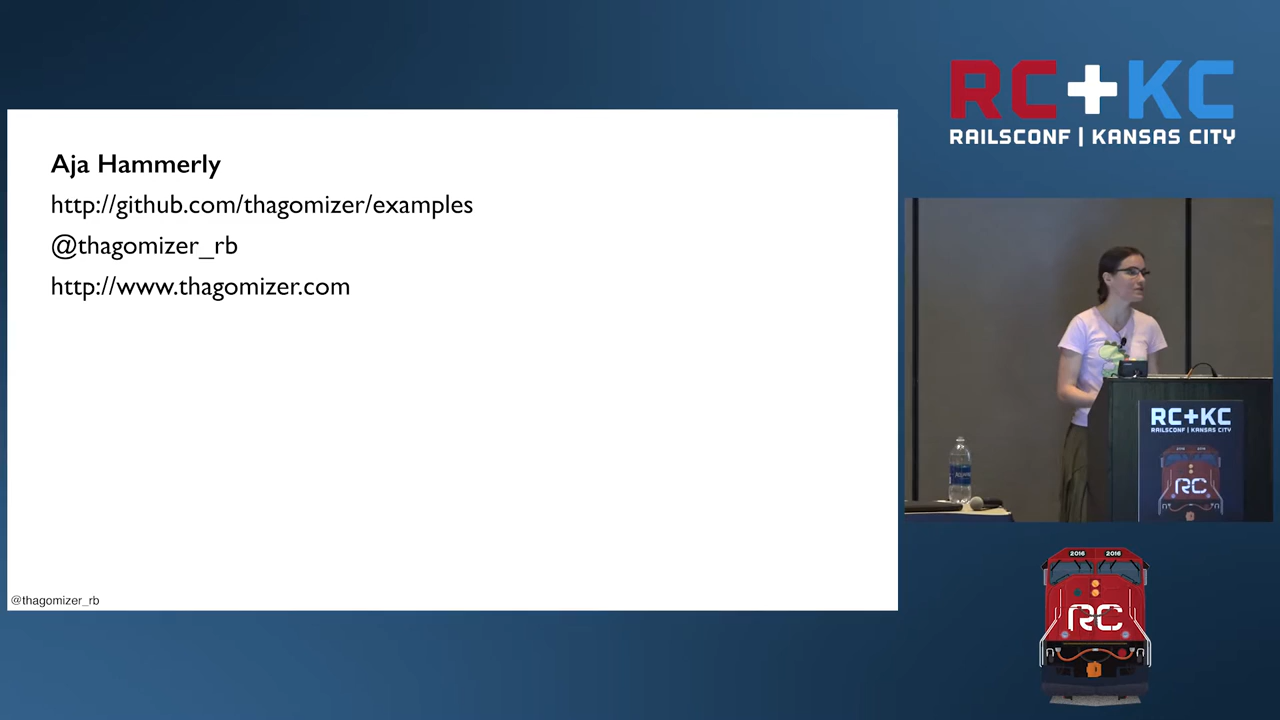 Aja Hammerly
http://github.com/thagomizer/examples
@thagomizer_rb
http://www.thagomizer.com
@thagomizer_rb
RC+KC
RAILSCONF | KANSAS CITY
RC+KC
RAILSCONF | KANSAS CITY
RC
2016 2016
RC